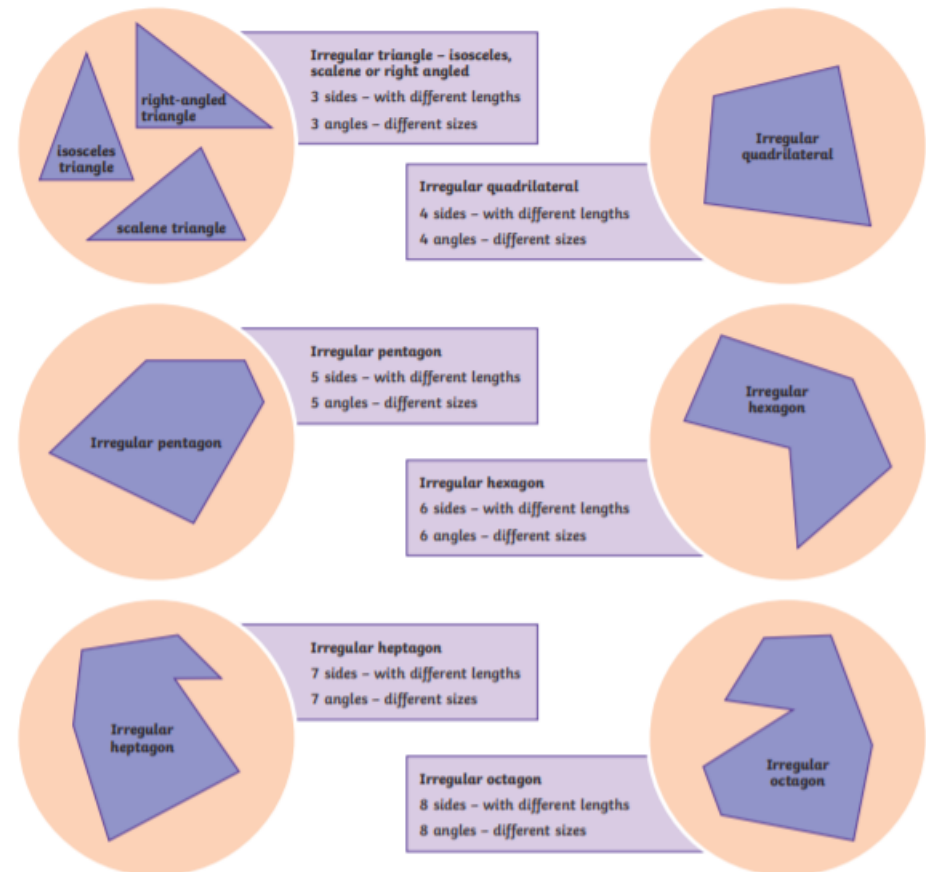 right-angled
triangle
isosceles
triangle
scalene triangle
Irregular triangle – isosceles,
scalene or right angled
3 sides – with different lengths
3 angles – different sizes
Irregular
quadrilateral
Irregular quadrilateral
4 sides – with different lengths
4 angles – different sizes
Irregular pentagon
Irregular pentagon
5 sides – with different lengths
5 angles – different sizes
Irregular
hexagon
Irregular hexagon
6 sides – with different lengths
6 angles – different sizes
Irregular
heptagon
Irregular heptagon
7 sides – with different lengths
7 angles – different sizes
Irregular
octagon
Irregular octagon
8 sides – with different lengths
8 angles – different sizes